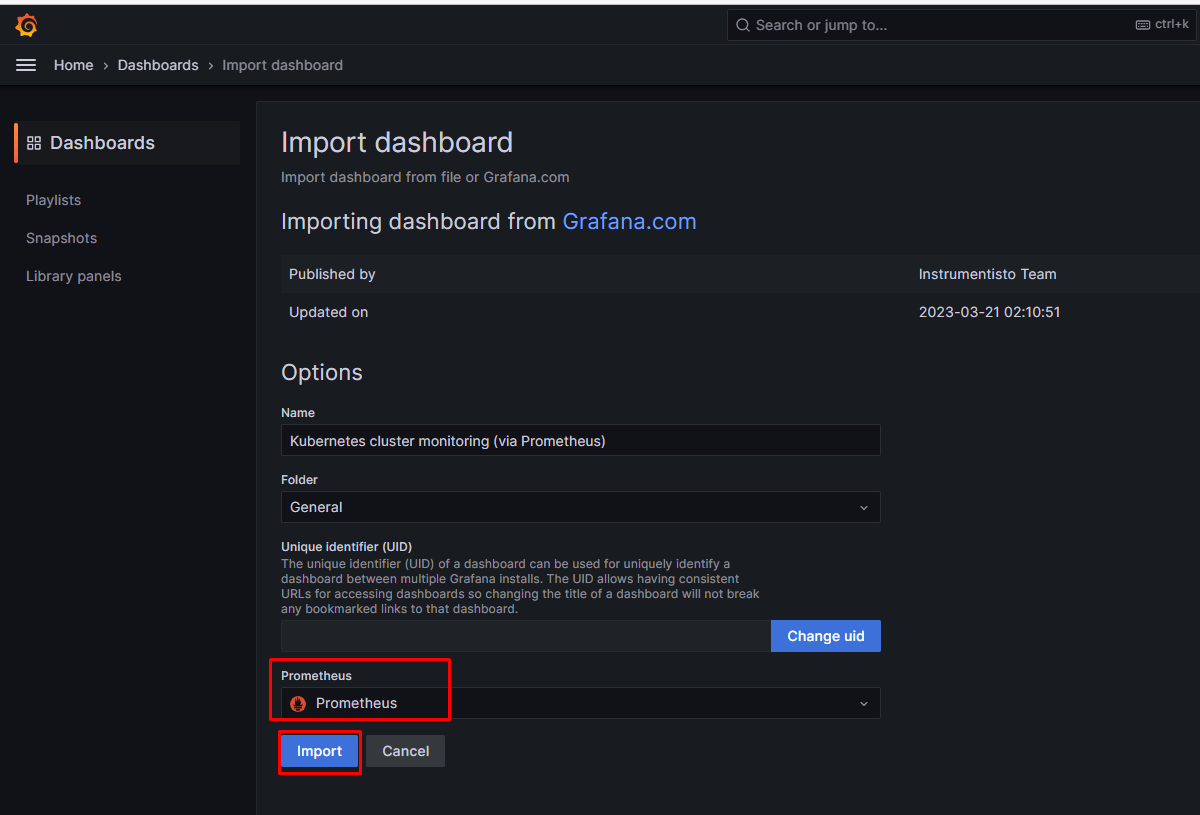 Search or jump to...
ctrl+k
Home › Dashboards › Import dashboard
Dashboards
Playlists
Snapshots
Library panels
Import dashboard
Import dashboard from file or Grafana.com
Importing dashboard from Grafana.com
Published by Instrumentisto Team
Updated on 2023-03-21 02:10:51
Options
Name
Kubernetes cluster monitoring (via Prometheus)
Folder
General
Unique identifier (UID)
The unique identifier (UID) of a dashboard can be used for uniquely identify a
dashboard between multiple Grafana installs. The UID allows having consistent
URLs for accessing dashboards so changing the title of a dashboard will not break
any bookmarked links to that dashboard.
Change uid
Prometheus
Prometheus
Import Cancel